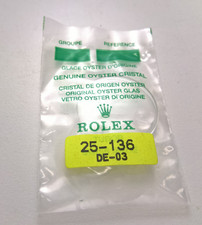 GROUPE REFERENCE
GLACE OYSTER D'ORIGINE
GENUINE OYSTER CRISTAL
CRISTAL DE ORIGEN OYSTER
ORIGINAL OYSTER GLAS
VETRO OYSTER DI ORIGINE
ROLEX
25-136
DE-03